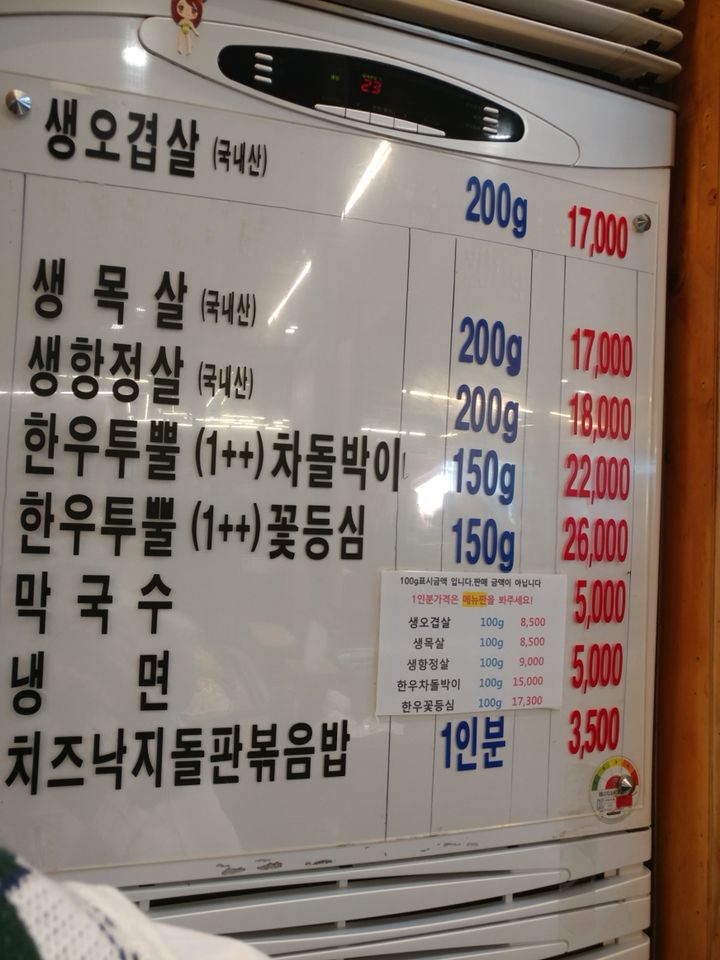 23
생오겹살 (국내산) 200g 17,000
생 목 살 (국내산) 200g 17,000
생항정살 (국내산) 200g 18,000
한우투뿔 (1++) 차돌박이 150g 22,000
한우투뿔 (1++) 꽃등심 150g 26,000
막 국 수 5,000
냉 면 5,000
치즈낙지돌판볶음밥 1인분 3,500
100g표시금액 입니다.판매 금액이 아닙니다
1인분가격은 메뉴판을 봐주세요!
생오겹살 100g 8,500
생목살 100g 8,500
생항정살 100g 9,000
한우차돌박이 100g 15,000
한우꽃등심 100g 17,300